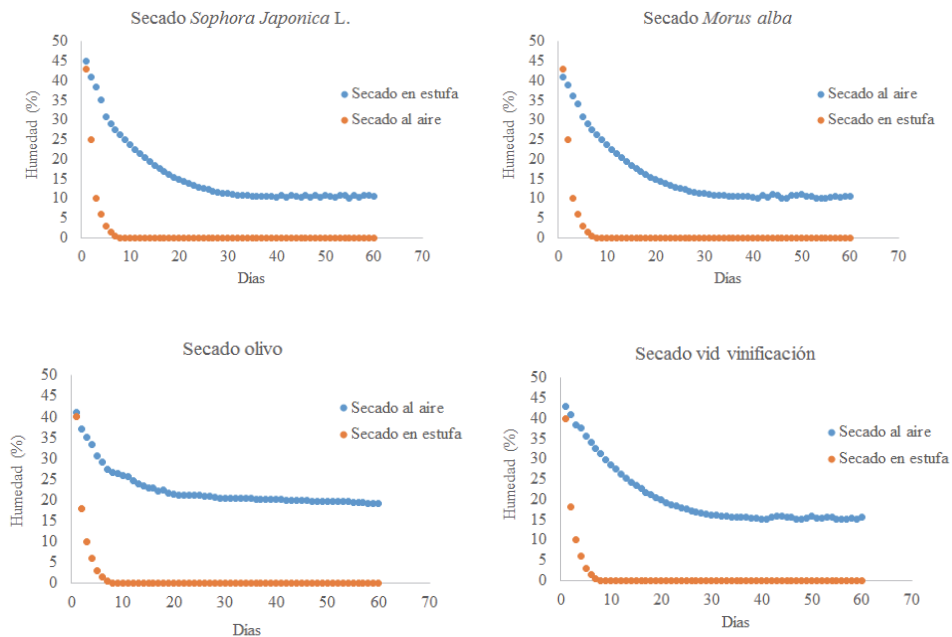 Secado Sophora Japonica L.
50
45
40
35
30
25
20
15
10
5
0
Humedad (%)
Secado en estufa
Secado al aire
0 10 20 30 40 50 60 70
Días
Secado Morus alba
50
45
40
35
30
25
20
15
10
5
0
Humedad (%)
Secado al aire
Secado en estufa
0 10 20 30 40 50 60 70
Días
Secado olivo
50
45
40
35
30
25
20
15
10
5
0
Humedad (%)
Secado al aire
Secado en estufa
0 10 20 30 40 50 60 70
Días
Secado vid vinificación
50
45
40
35
30
25
20
15
10
5
0
Humedad (%)
Secado al aire
Secado en estufa
0 10 20 30 40 50 60 70
Días